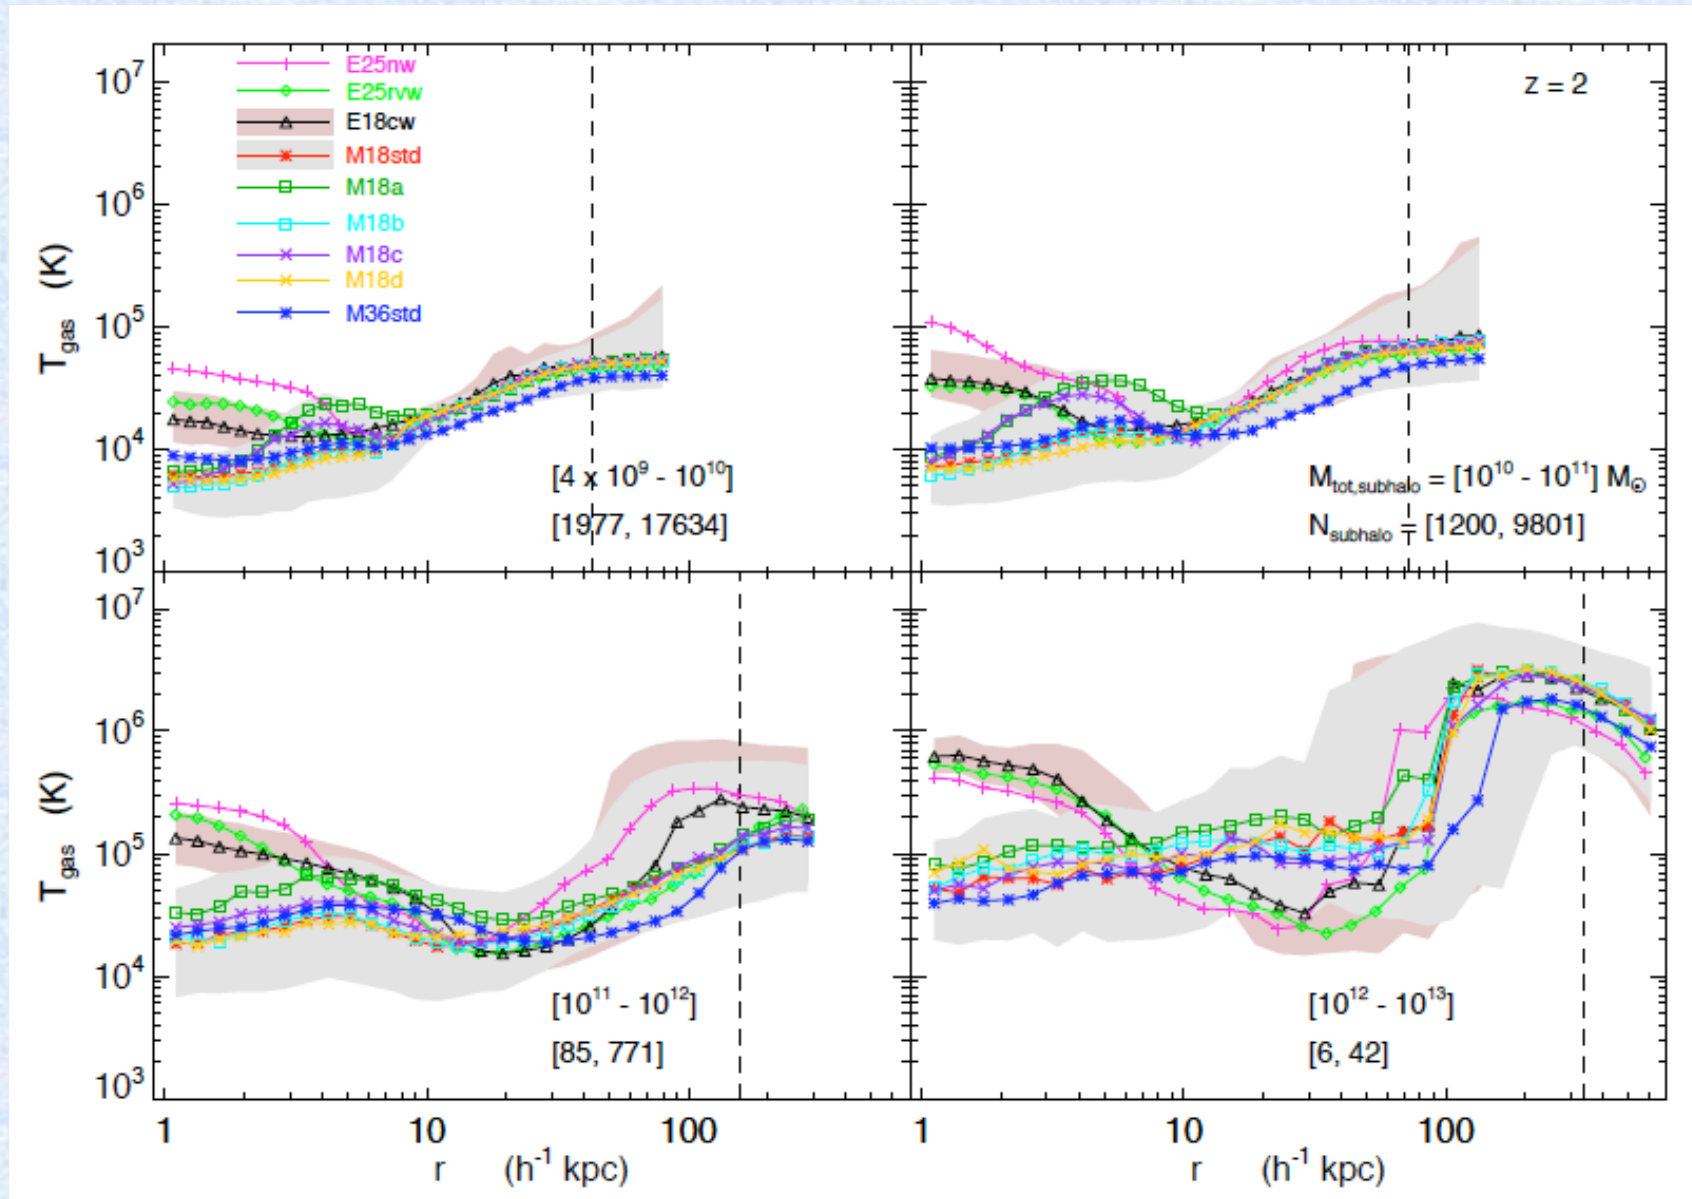 10⁷
10⁶
10⁵
10⁴
10³
T_gas (K)
E25nw
E25rvw
E18cw
M18std
M18a
M18b
M18c
M18d
M36std
[4 x 10⁹ - 10¹⁰]
[1977, 17634]
z = 2
M_tot,subhalo = [10¹⁰ - 10¹¹] M_⊙
N_subhalo = [1200, 9801]
10⁷
10⁶
10⁵
10⁴
10³
T_gas (K)
[10¹¹ - 10¹²]
[85, 771]
[10¹² - 10¹³]
[6, 42]
1 10 100
r (h⁻¹ kpc)
1 10 100
r (h⁻¹ kpc)